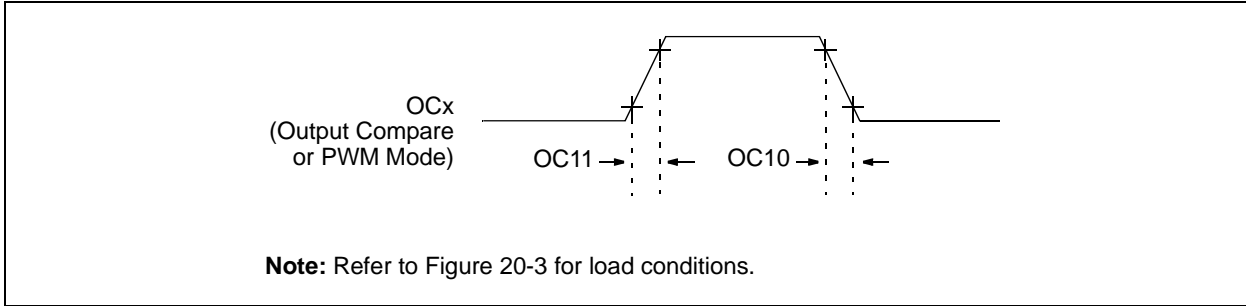 OCx
(Output Compare
or PWM Mode)
OC11
OC10
Note: Refer to Figure 20-3 for load conditions.